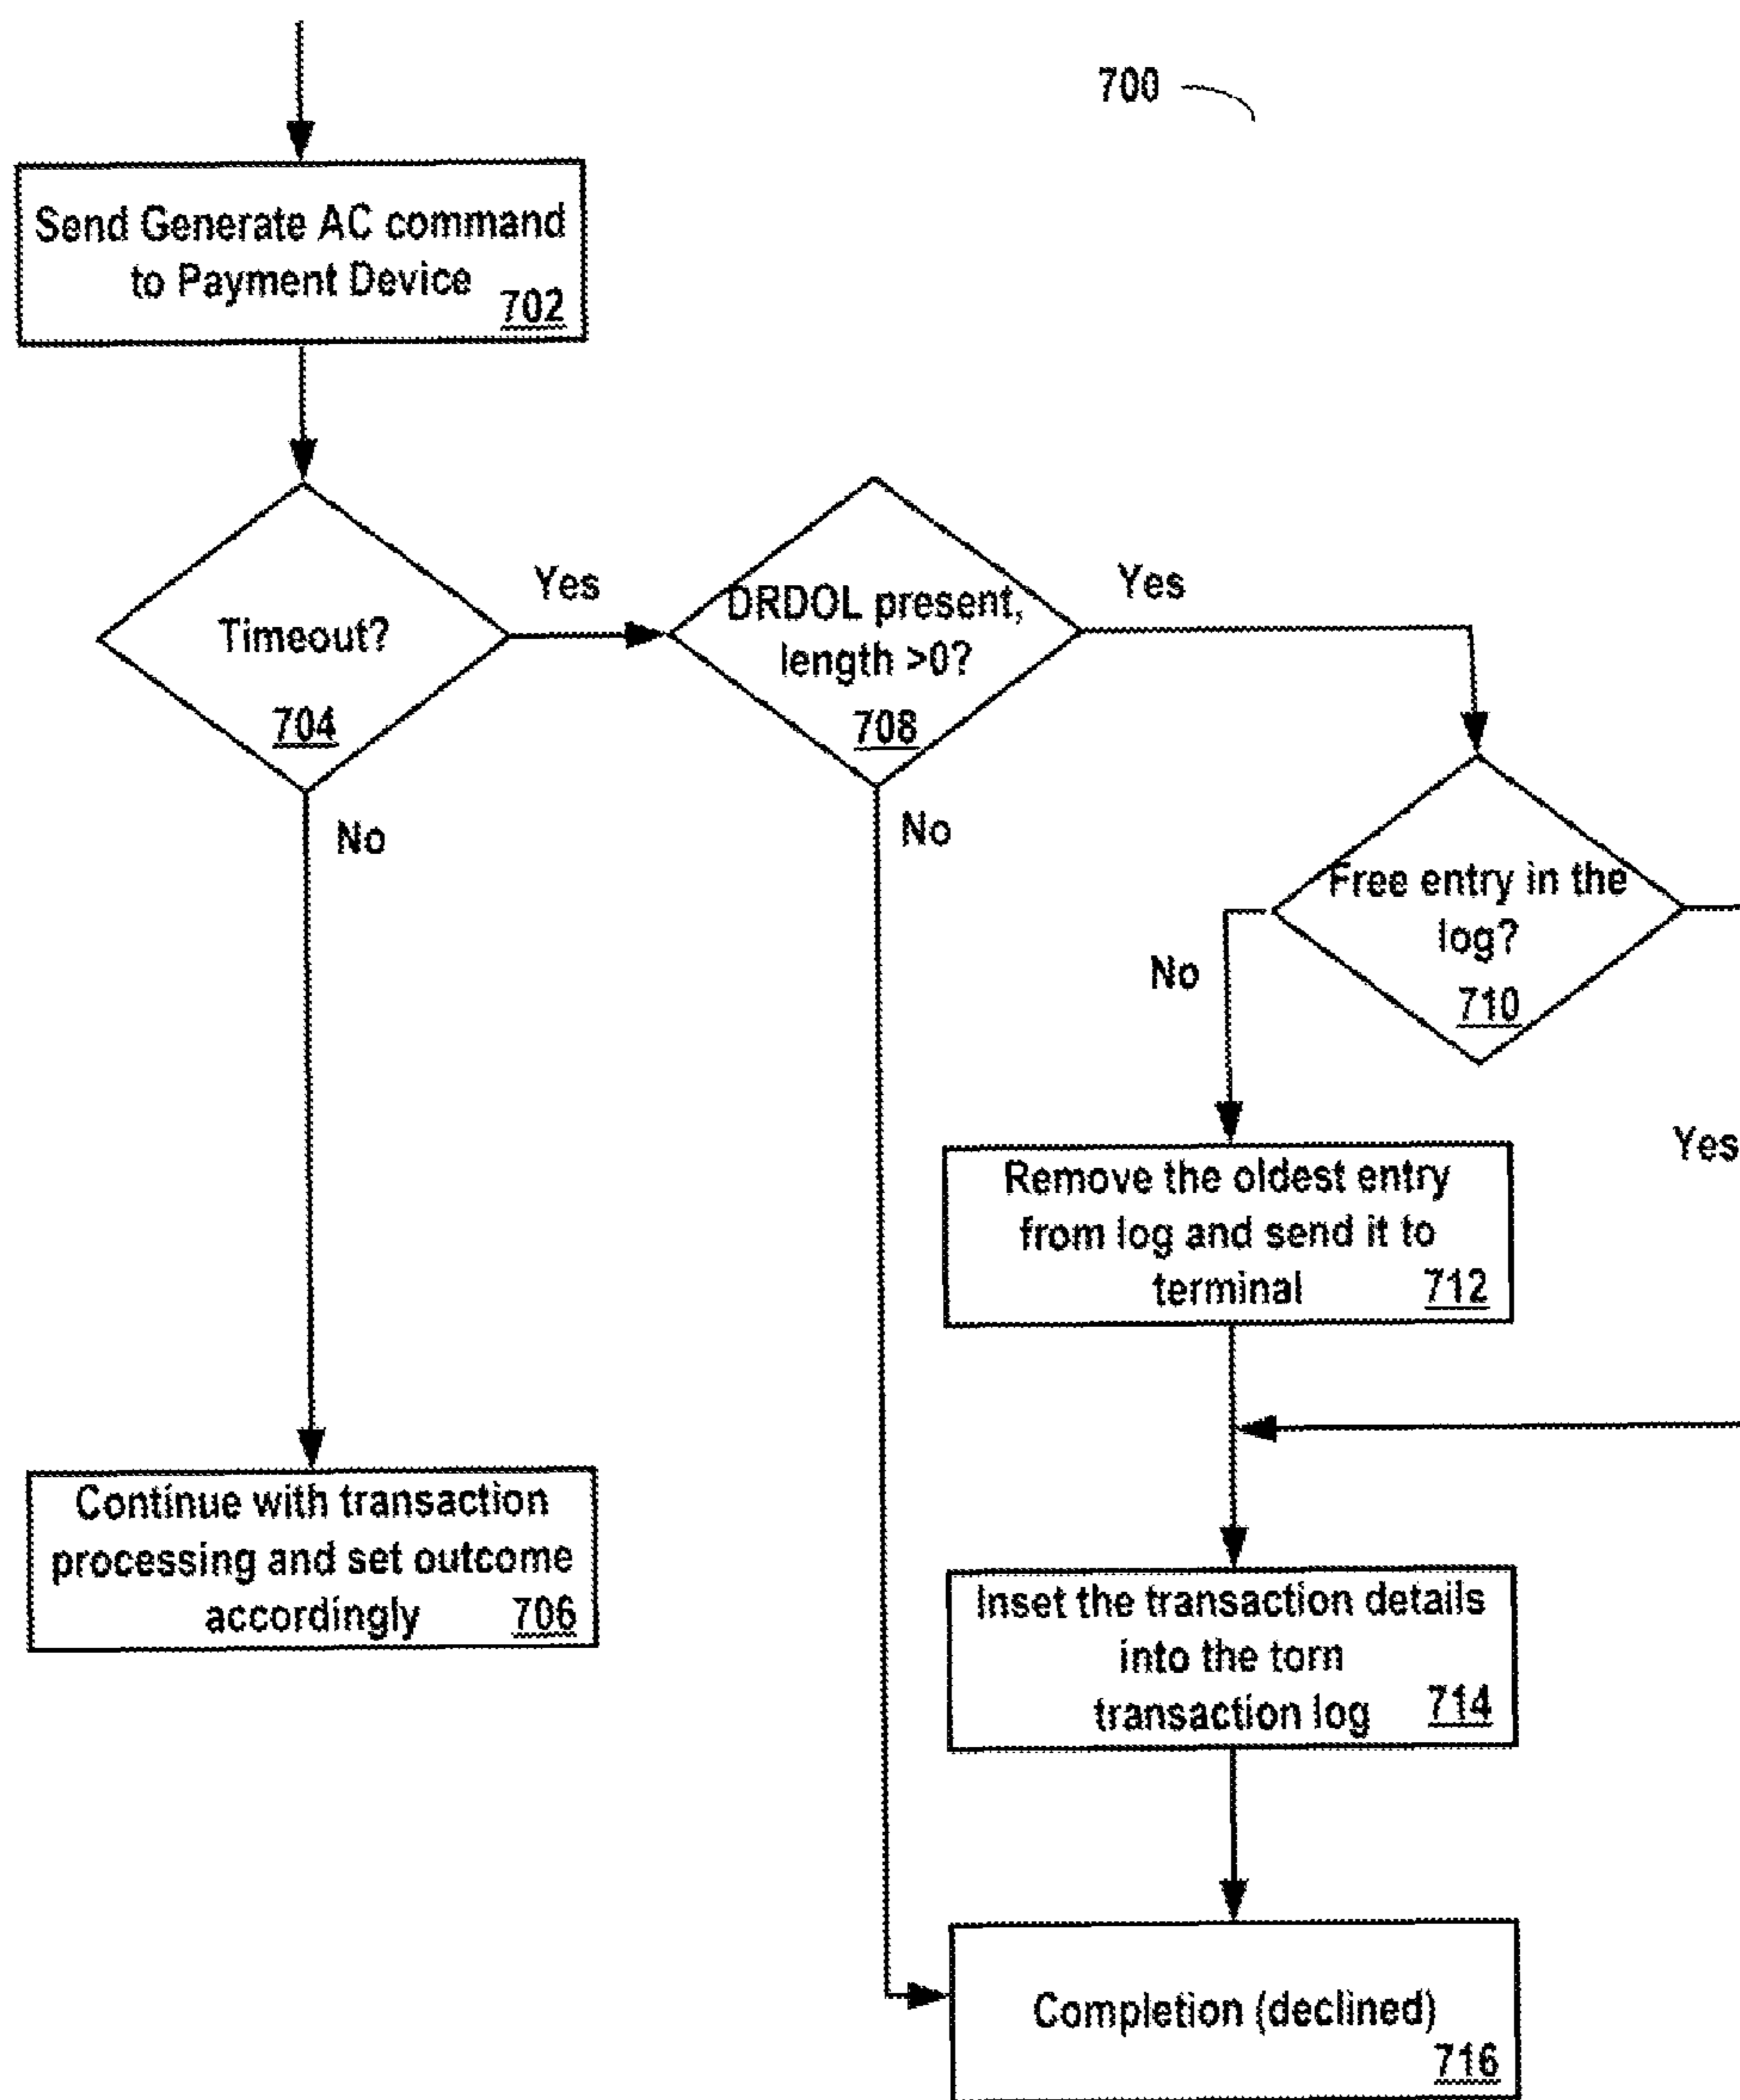 700
Send Generate AC command
to Payment Device
702
Timeout?
704
Yes
No
DRDOL present,
length >0?
708
Yes
No
Free entry in the
log?
710
No
Yes
Remove the oldest entry
from log and send it to
terminal 712
Continue with transaction
processing and set outcome
accordingly 706
Inset the transaction details
into the torn
transaction log 714
Completion (declined)
716